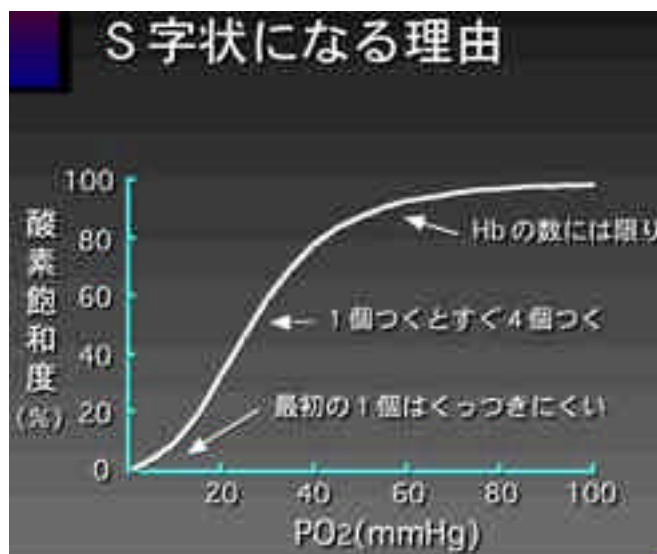 S字状になる理由
酸素飽和度
(%)
100
80
60
40
20
0
Hbの数には限り
1個つくとすぐ4個つく
最初の1個はくっつきにくい
20 40 60 80 100
PO2(mmHg)